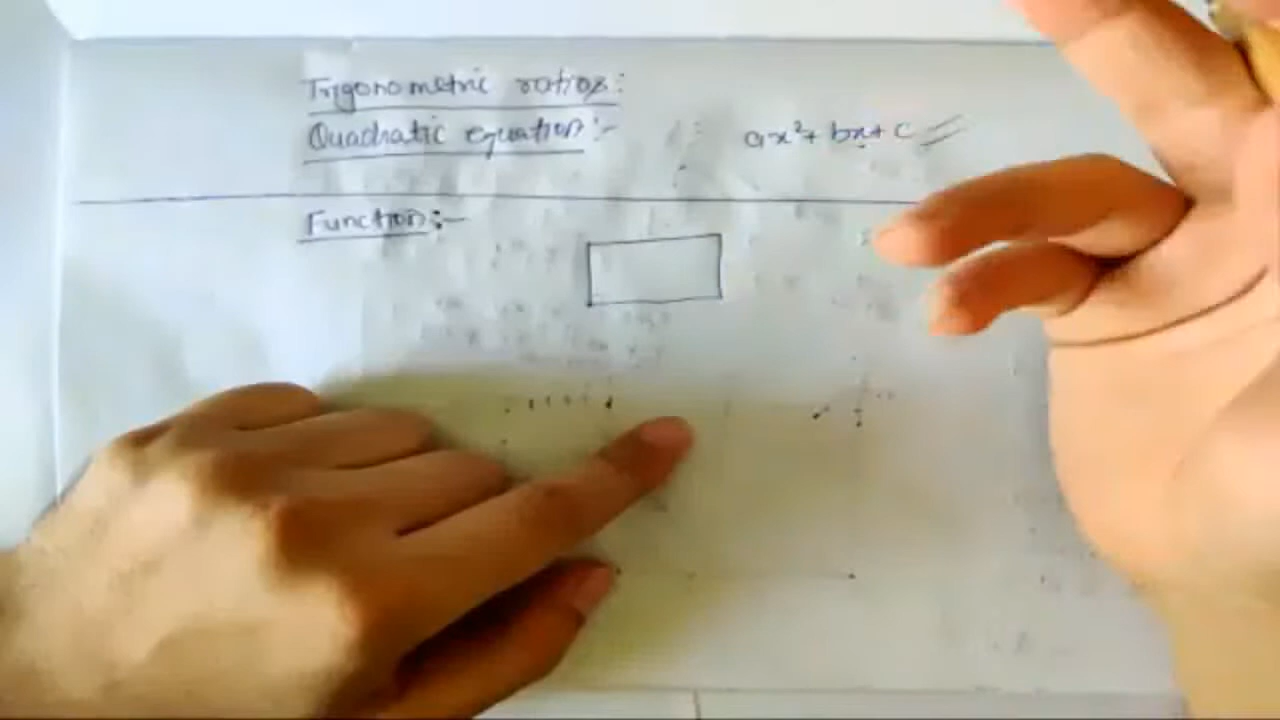 Trigonometric ratios:
Quadratic equation:-
ax²+ bx+ c
Function:-